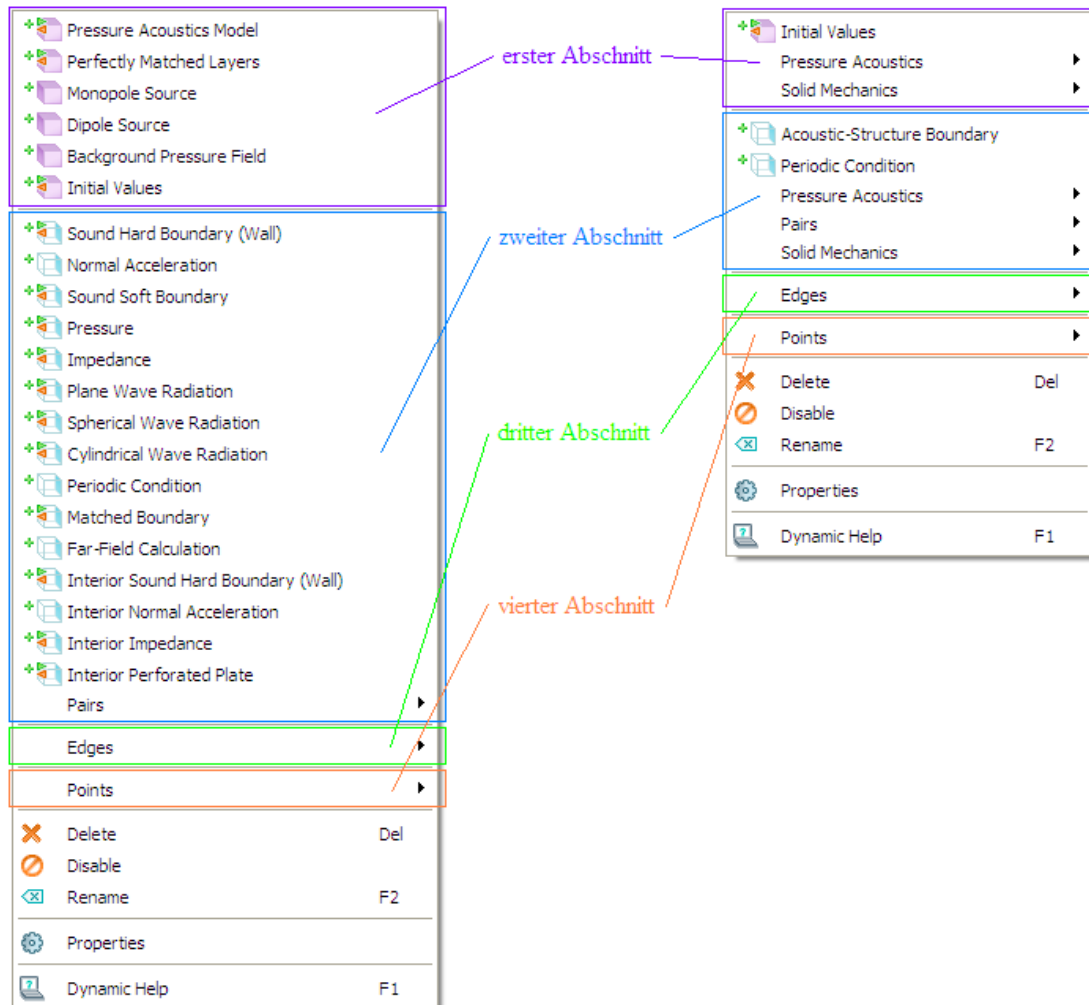 Pressure Acoustics Model
Perfectly Matched Layers
Monopole Source
Dipole Source
Background Pressure Field
Initial Values
Sound Hard Boundary (Wall)
Normal Acceleration
Sound Soft Boundary
Pressure
Impedance
Plane Wave Radiation
Spherical Wave Radiation
Cylindrical Wave Radiation
Periodic Condition
Matched Boundary
Far-Field Calculation
Interior Sound Hard Boundary (Wall)
Interior Normal Acceleration
Interior Impedance
Interior Perforated Plate
Pairs
Edges
Points
Delete Del
Disable
Rename F2
Properties
Dynamic Help F1
erster Abschnitt
zweiter Abschnitt
dritter Abschnitt
vierter Abschnitt
Initial Values
Pressure Acoustics
Solid Mechanics
Acoustic-Structure Boundary
Periodic Condition
Pressure Acoustics
Pairs
Solid Mechanics
Edges
Points
Delete Del
Disable
Rename F2
Properties
Dynamic Help F1